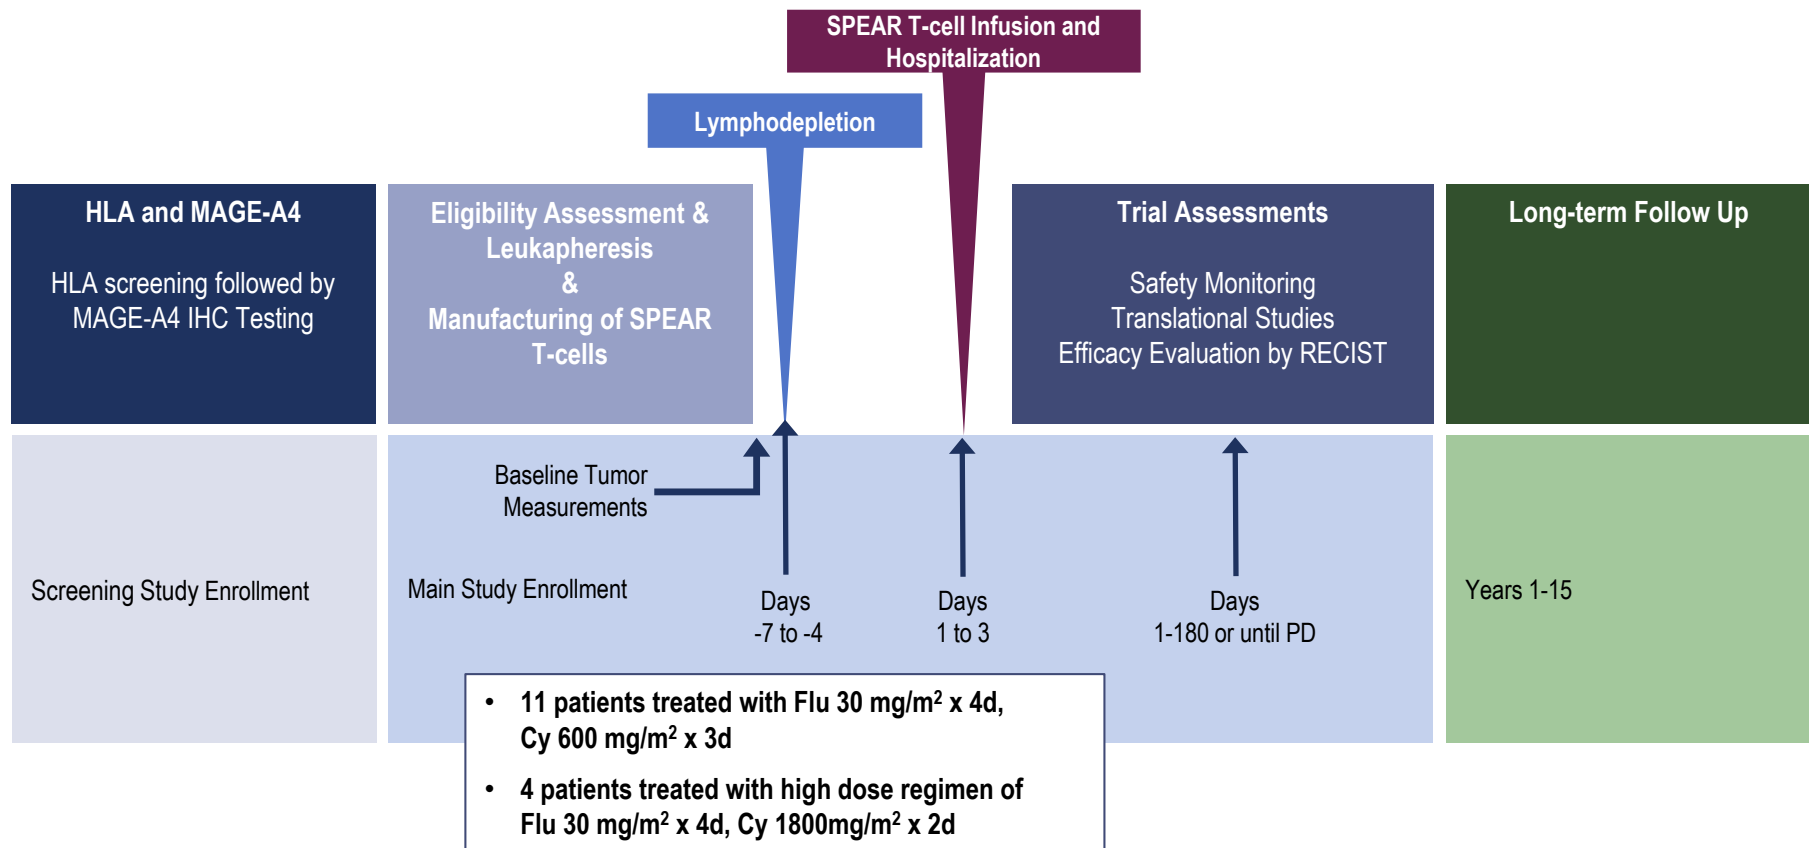 SPEAR T-cell Infusion and
Hospitalization
Lymphodepletion
HLA and MAGE-A4
HLA screening followed by
MAGE-A4 IHC Testing
Eligibility Assessment &
Leukapheresis
&
Manufacturing of SPEAR
T-cells
Trial Assessments
Safety Monitoring
Translational Studies
Efficacy Evaluation by RECIST
Long-term Follow Up
Baseline Tumor
Measurements
Screening Study Enrollment
Main Study Enrollment
Days
-7 to -4
Days
1 to 3
Days
1-180 or until PD
Years 1-15
• 11 patients treated with Flu 30 mg/m² x 4d,
Cy 600 mg/m² x 3d
• 4 patients treated with high dose regimen of
Flu 30 mg/m² x 4d, Cy 1800mg/m² x 2d